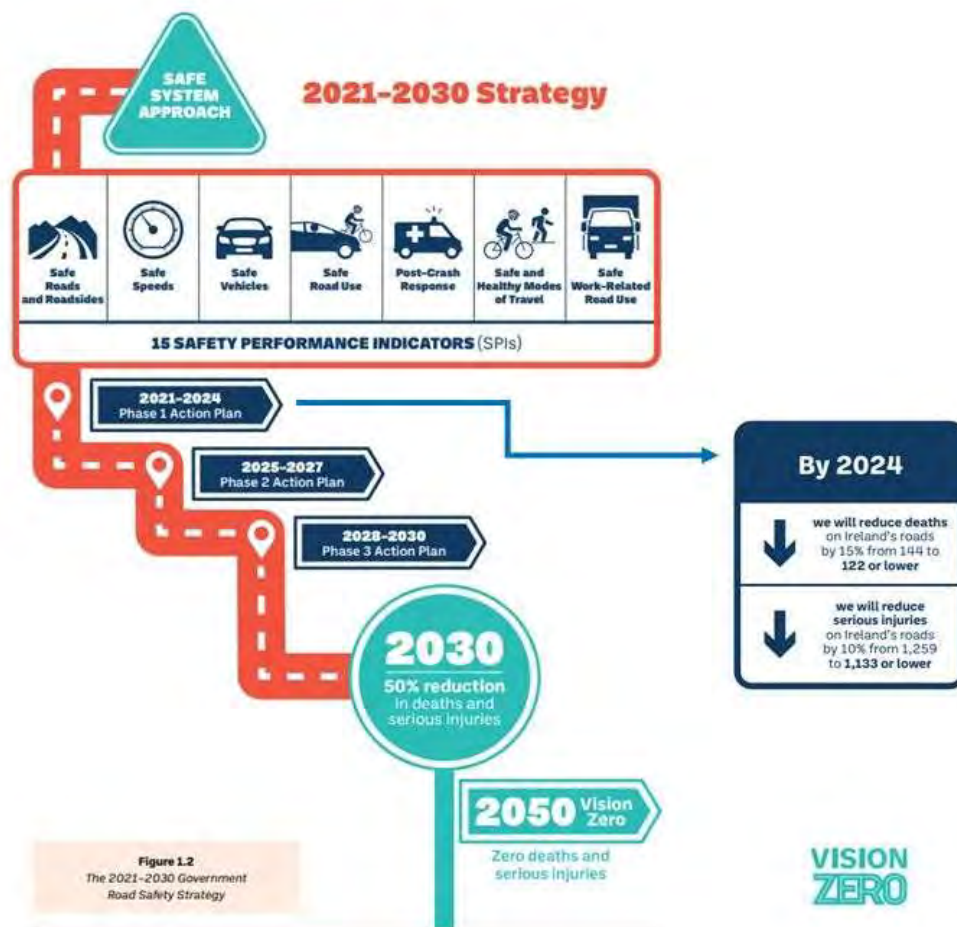 SAFE
SYSTEM
APPROACH
2021–2030 Strategy
Safe
Roads
and Roadsides
Safe
Speeds
Safe
Vehicles
Safe
Road Use
Post-Crash
Response
Safe and
Healthy Modes
of Travel
Safe
Work-Related
Road Use
15 SAFETY PERFORMANCE INDICATORS (SPIs)
2021–2024
Phase 1 Action Plan
2025–2027
Phase 2 Action Plan
2028–2030
Phase 3 Action Plan
By 2024
we will reduce deaths
on Ireland's roads
by 15% from 144 to
122 or lower
we will reduce
serious injuries
on Ireland's roads
by 10% from 1,259
to 1,133 or lower
2030
50% reduction
in deaths and
serious injuries
2050 Vision
Zero
Zero deaths and
serious injuries
Figure 1.2
The 2021–2030 Government
Road Safety Strategy
VISION
ZERO